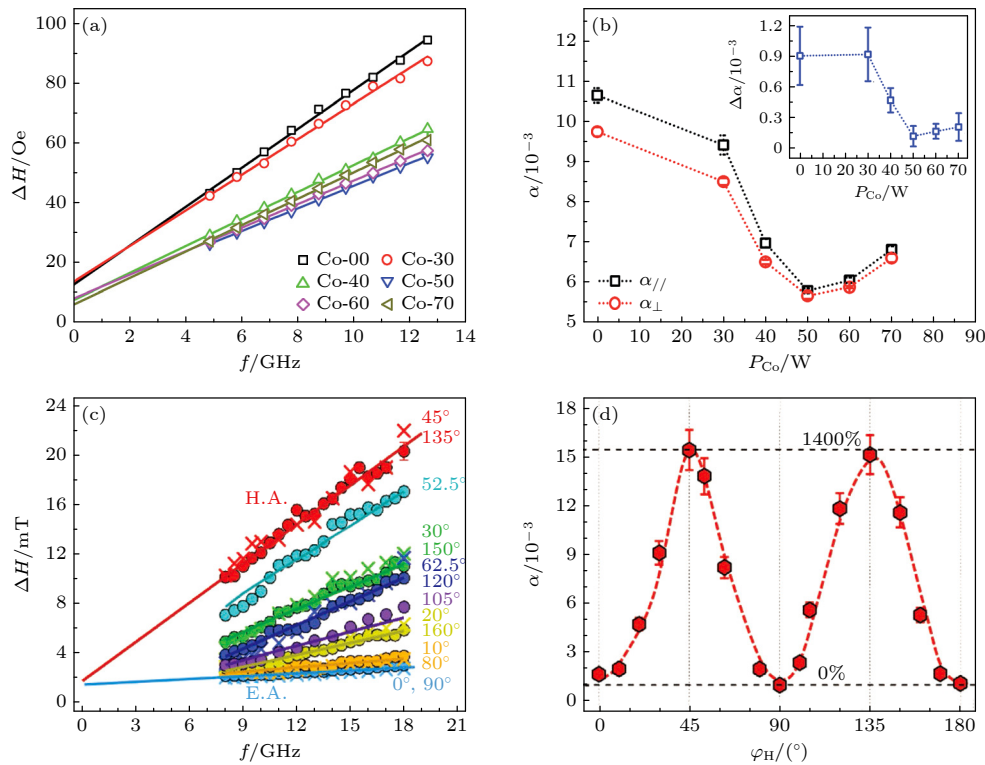 (a)
100
80
60
40
20
0
ΔH/Oe
Co-00 Co-30
Co-40 Co-50
Co-60 Co-70
0 2 4 6 8 10 12 14
f/GHz
(b)
12
11
10
9
8
7
6
5
α/10⁻³
α//
α⊥
0 10 20 30 40 50 60 70 80 90
P_Co/W
1.2
0.9
0.6
0.3
0
Δα/10⁻³
0 10 20 30 40 50 60 70
P_Co/W
(c)
24
20
16
12
8
4
2
0
ΔH/mT
45°
135°
H.A.
52.5°
30°
150°
62.5°
120°
105°
20°
160°
10°
80°
E.A.
0°, 90°
0 3 6 9 12 15 18 21
f/GHz
(d)
18
15
12
9
6
3
0
α/10⁻³
1400%
0%
0 45 90 135 180
φ_H/(°)